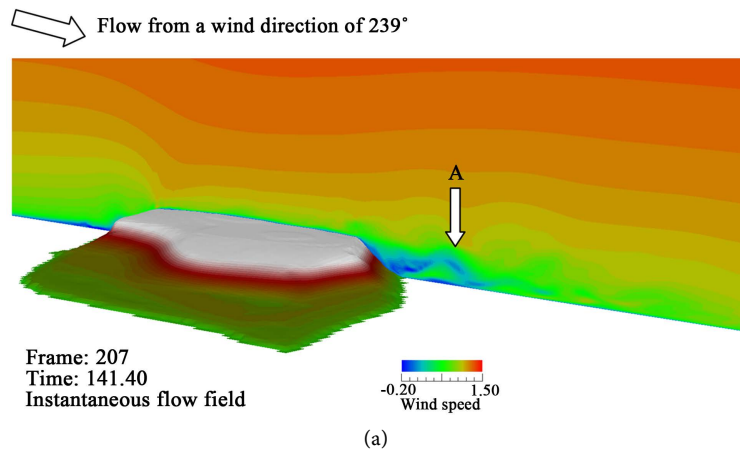 Flow from a wind direction of 239°
A
Frame: 207
Time: 141.40
Instantaneous flow field
-0.20 1.50
Wind speed
(a)